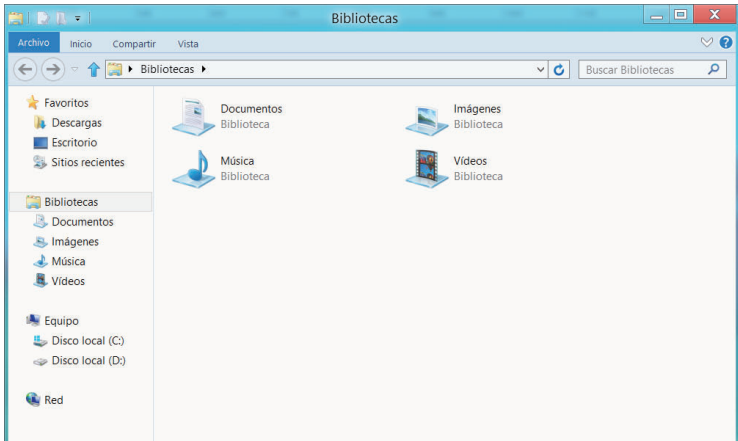 Bibliotecas
Archivo Inicio Compartir Vista
Bibliotecas
Buscar Bibliotecas
Favoritos
Descargas
Escritorio
Sitios recientes
Bibliotecas
Documentos
Imágenes
Música
Vídeos
Equipo
Disco local (C:)
Disco local (D:)
Red
Documentos
Biblioteca
Imágenes
Biblioteca
Música
Biblioteca
Vídeos
Biblioteca